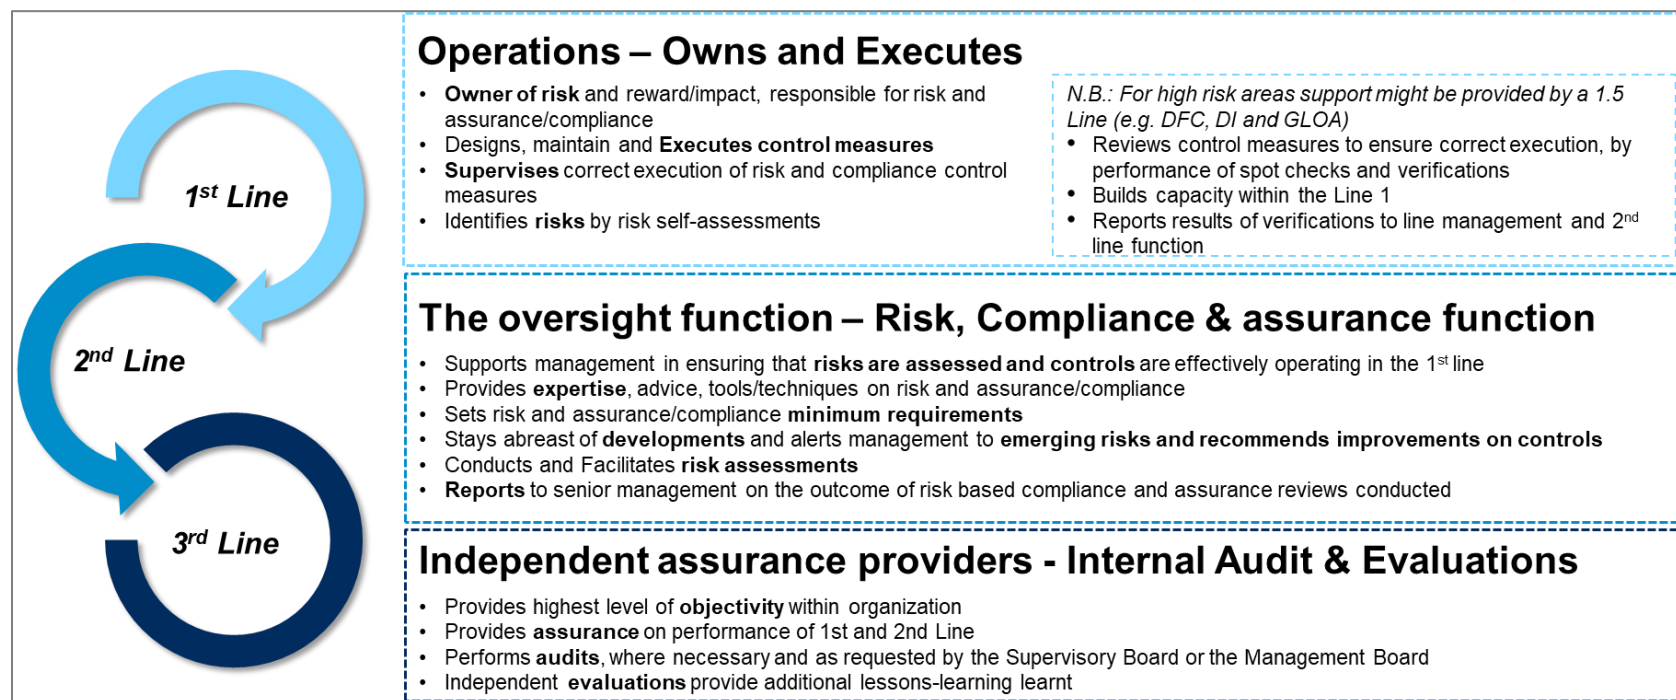 1st Line
2nd Line
3rd Line
Operations – Owns and Executes
• Owner of risk and reward/impact, responsible for risk and
assurance/compliance
• Designs, maintain and Executes control measures
• Supervises correct execution of risk and compliance control
measures
• Identifies risks by risk self-assessments
N.B.: For high risk areas support might be provided by a 1.5
Line (e.g. DFC, DI and GLOA)
• Reviews control measures to ensure correct execution, by
performance of spot checks and verifications
• Builds capacity within the Line 1
• Reports results of verifications to line management and 2nd
line function
The oversight function – Risk, Compliance & assurance function
• Supports management in ensuring that risks are assessed and controls are effectively operating in the 1st line
• Provides expertise, advice, tools/techniques on risk and assurance/compliance
• Sets risk and assurance/compliance minimum requirements
• Stays abreast of developments and alerts management to emerging risks and recommends improvements on controls
• Conducts and Facilitates risk assessments
• Reports to senior management on the outcome of risk based compliance and assurance reviews conducted
Independent assurance providers - Internal Audit & Evaluations
• Provides highest level of objectivity within organization
• Provides assurance on performance of 1st and 2nd Line
• Performs audits, where necessary and as requested by the Supervisory Board or the Management Board
• Independent evaluations provide additional lessons-learning learnt